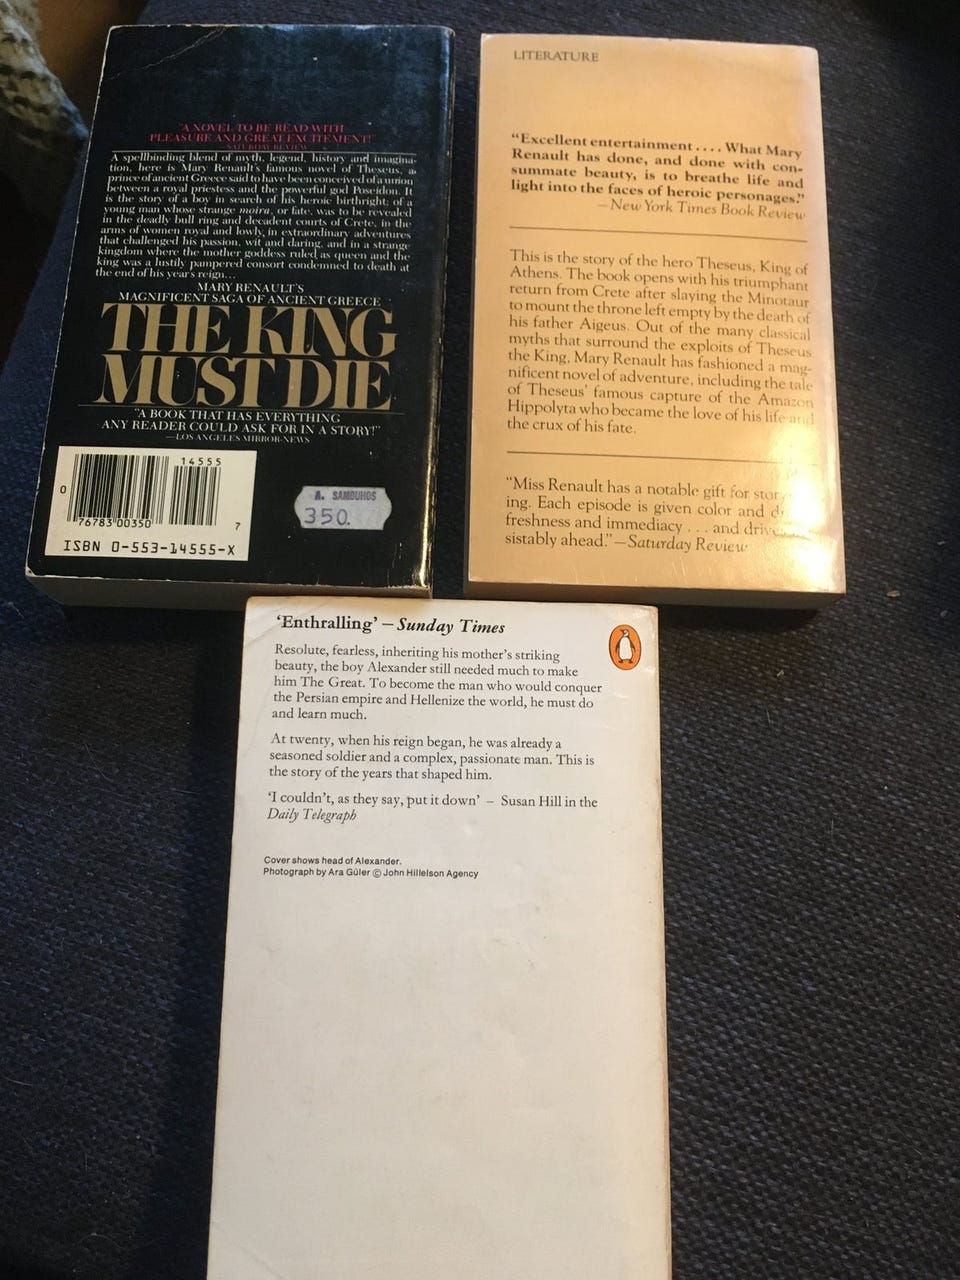 "A NOVEL TO BE READ WITH
PLEASURE AND GREAT EXCITEMENT!"
—SATURDAY REVIEW
A spellbinding blend of myth, legend, history and imagina-
tion, here is Mary Renault's famous novel of Theseus, a
prince of ancient Greece said to have been conceived of a union
between a royal priestess and the powerful god Poseidon. It
is the story of a boy in search of his heroic birthright; of a
young man whose strange moira, or fate, was to be revealed
in the deadly bull ring and decadent courts of Crete, in the
arms of women royal and lowly, in extraordinary adventures
that challenged his passion, wit and daring, and in a strange
kingdom where the mother goddess ruled as queen and the
king was a lustily pampered consort condemned to death at
the end of his years reign...
MARY RENAULT'S
MAGNIFICENT SAGA OF ANCIENT GREECE
THE KING
MUST DIE
"A BOOK THAT HAS EVERYTHING
ANY READER COULD ASK FOR IN A STORY!"
—LOS ANGELES MIRROR-NEWS
14555
0
76783 00350
7
ISBN 0-553-14555-X
A. SAMBUHOS
350.
LITERATURE
"Excellent entertainment .... What Mary
Renault has done, and done with con-
summate beauty, is to breathe life and
light into the faces of heroic personages."
—New York Times Book Review
This is the story of the hero Theseus, King of
Athens. The book opens with his triumphant
return from Crete after slaying the Minotaur
to mount the throne left empty by the death of
his father Aigeus. Out of the many classical
myths that surround the exploits of Theseus
the King, Mary Renault has fashioned a mag-
nificent novel of adventure, including the tale
of Theseus' famous capture of the Amazon
Hippolyta who became the love of his life and
the crux of his fate.
"Miss Renault has a notable gift for
ing. Each episode is given color and
freshness and immediacy . . . and
sistably ahead."—Saturday Review
'Enthralling' – Sunday Times
Resolute, fearless, inheriting his mother's striking
beauty, the boy Alexander still needed much to make
him The Great. To become the man who would conquer
the Persian empire and Hellenize the world, he must do
and learn much.
At twenty, when his reign began, he was already a
seasoned soldier and a complex, passionate man. This is
the story of the years that shaped him.
'I couldn't, as they say, put it down' – Susan Hill in the
Daily Telegraph
Cover shows head of Alexander.
Photograph by Ara Güler © John Hillelson Agency